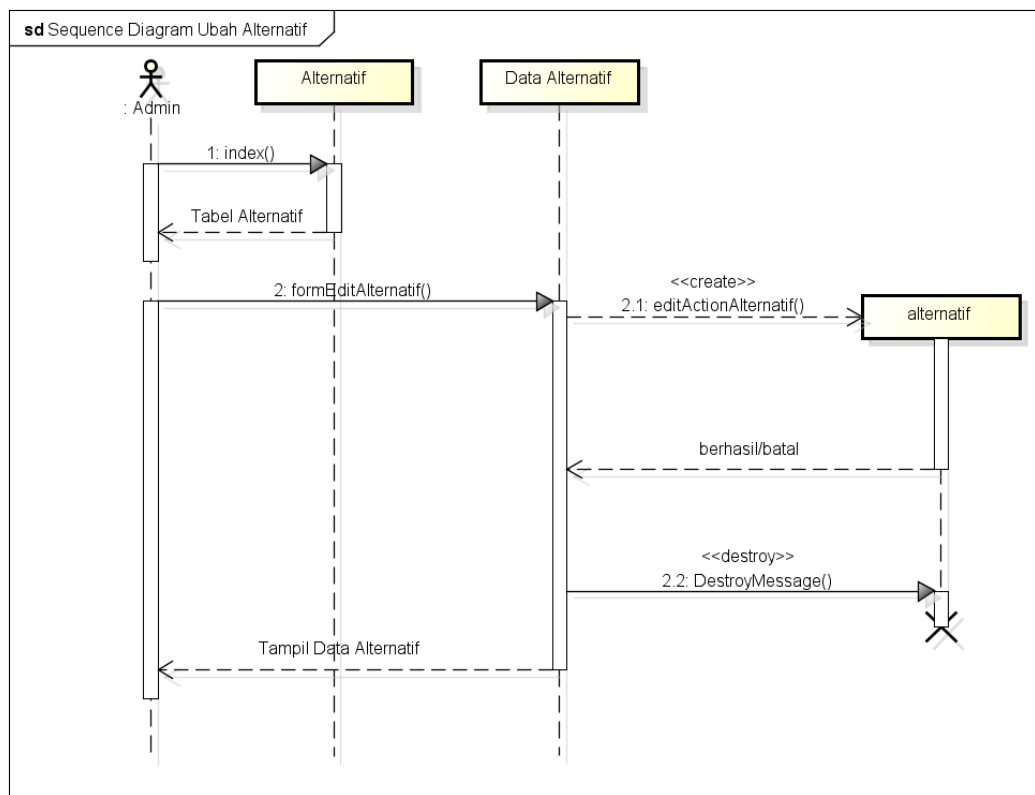 sd Sequence Diagram Ubah Alternatif
: Admin
Alternatif
Data Alternatif
1: index()
Tabel Alternatif
2: formEditAlternatif()
<<create>>
2.1: editActionAlternatif()
alternatif
berhasil/batal
<<destroy>>
2.2: DestroyMessage()
Tampil Data Alternatif